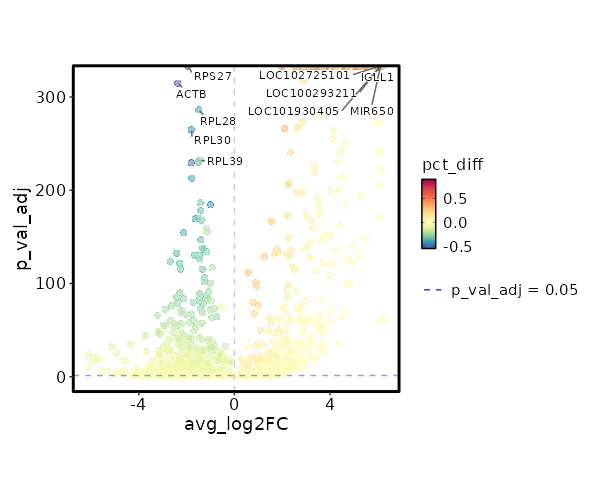 RPS27
ACTB
RPL28
RPL30
RPL39
LOC102725101
IGLL1
LOC100293211
LOC101930405
MIR650
300
200
100
0
p_val_adj
-4
0
4
avg_log2FC
pct_diff
0.5
0.0
-0.5
p_val_adj = 0.05